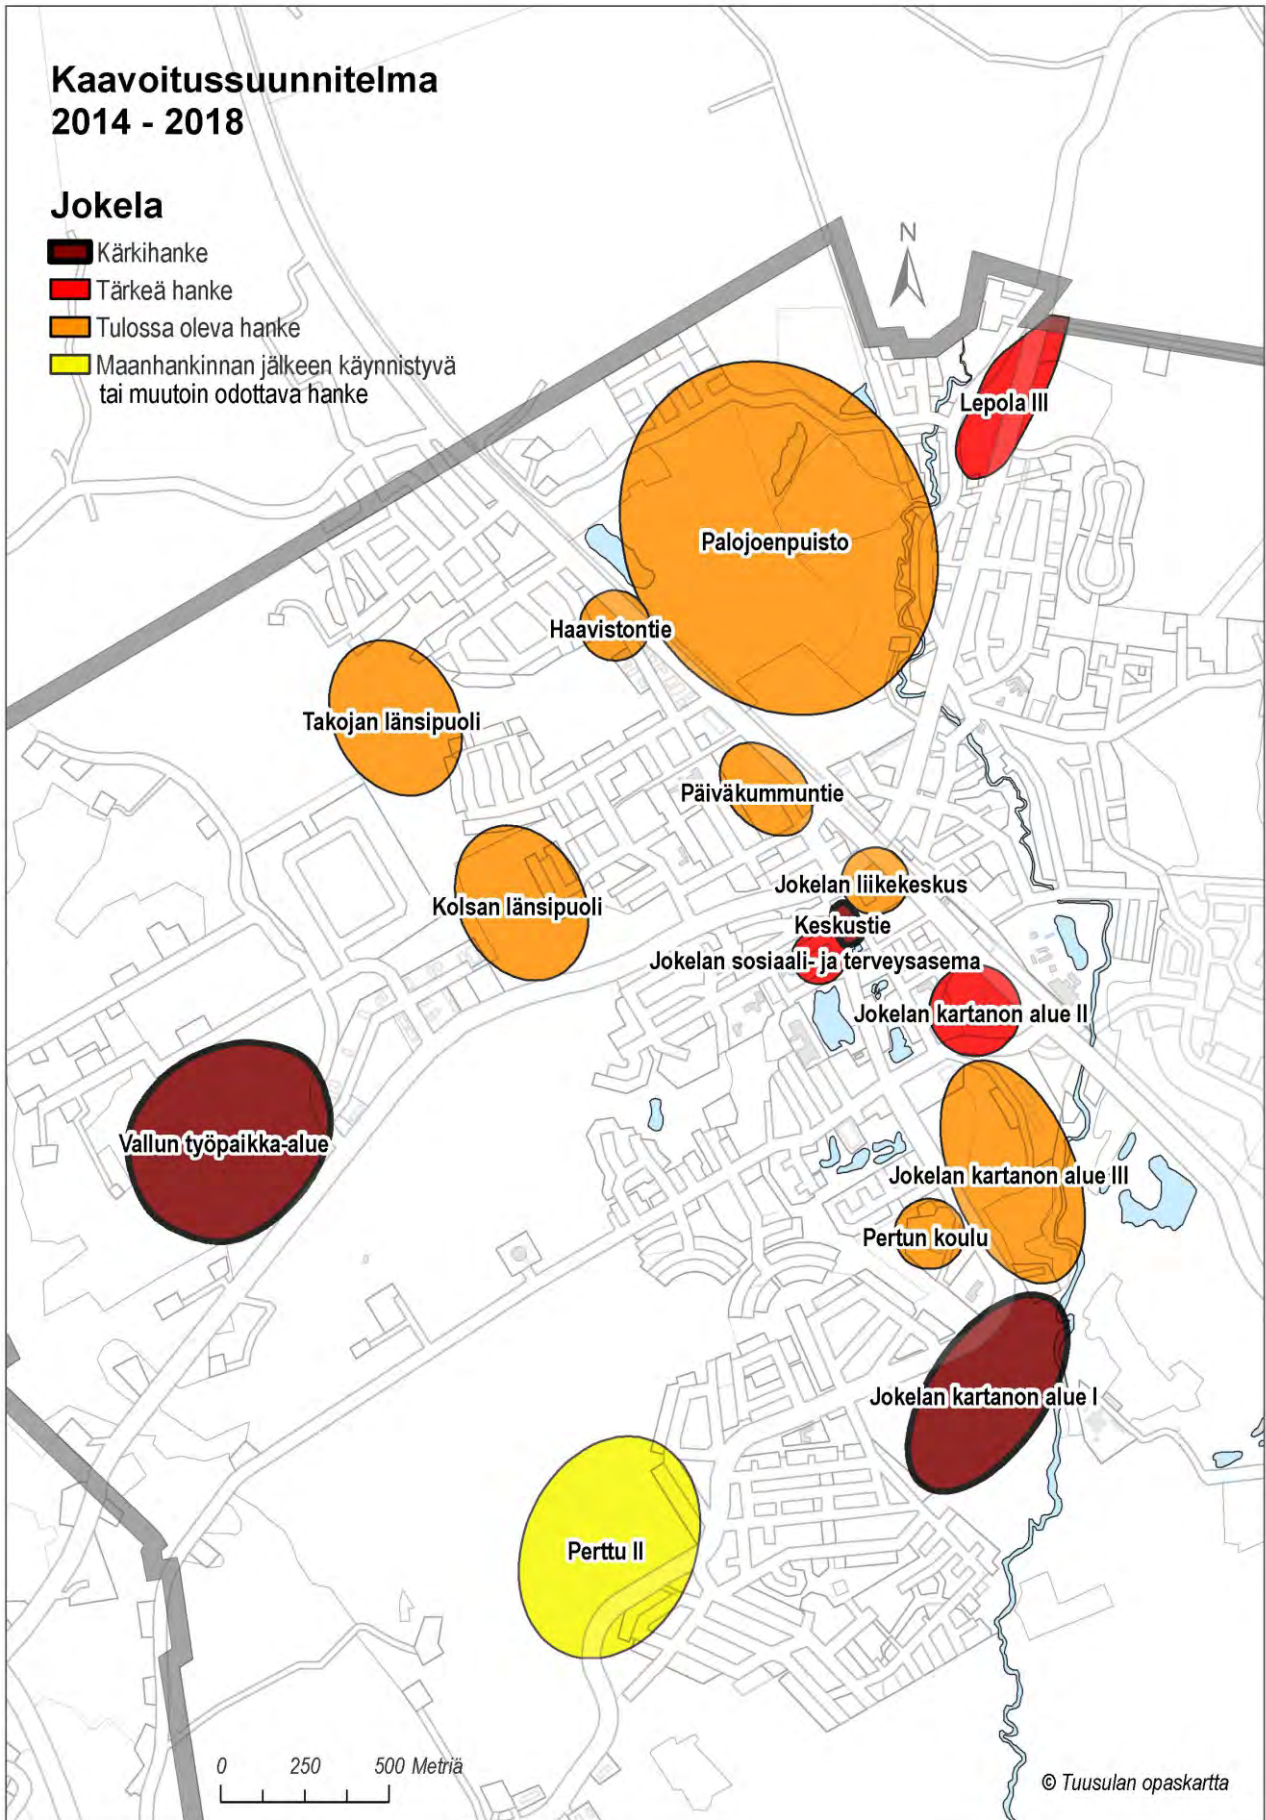 Kaavoitussuunnitelma
2014 - 2018
Jokela
Kärkihanke
Tärkeä hanke
Tulossa oleva hanke
Maanhankinnan jälkeen käynnistyvä
tai muutoin odottava hanke
N
Lepola III
Palojoenpuisto
Haavistontie
Takojan länsipuoli
Päiväkummuntie
Jokelan liikekeskus
Kolsan länsipuoli
Keskustie
Jokelan sosiaali- ja terveysasema
Jokelan kartanon alue II
Vallun työpaikka-alue
Jokelan kartanon alue III
Pertun koulu
Jokelan kartanon alue I
Perttu II
0 250 500 Metriä
© Tuusulan opaskartta